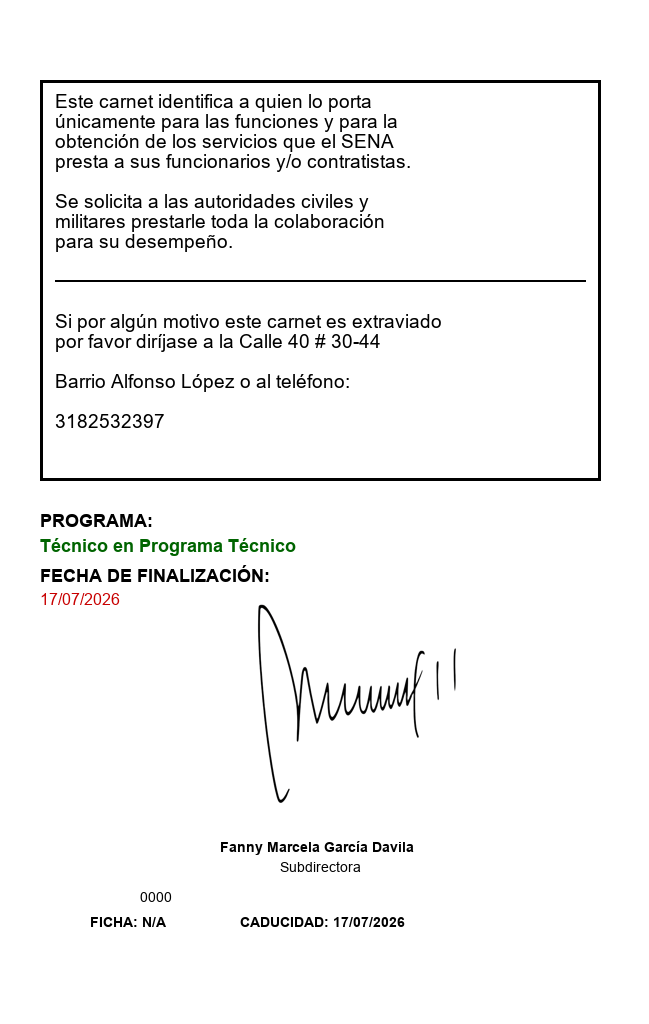 Este carnet identifica a quien lo porta
únicamente para las funciones y para la
obtención de los servicios que el SENA
presta a sus funcionarios y/o contratistas.
Se solicita a las autoridades civiles y
militares prestarle toda la colaboración
para su desempeño.
Si por algún motivo este carnet es extraviado
por favor diríjase a la Calle 40 # 30-44
Barrio Alfonso López o al teléfono:
3182532397
PROGRAMA:
Técnico en Programa Técnico
FECHA DE FINALIZACIÓN:
17/07/2026
Fanny Marcela García Davila
Subdirectora
0000
FICHA: N/A CADUCIDAD: 17/07/2026